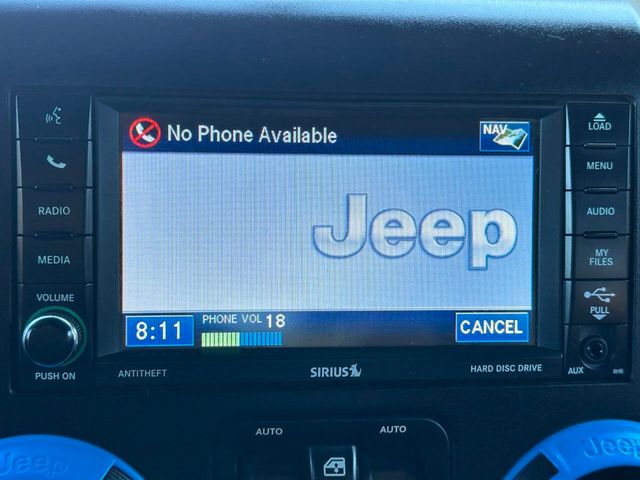 No Phone Available
NAV
Jeep
8:11
PHONE VOL 18
CANCEL
RADIO
MEDIA
VOLUME
PUSH ON
LOAD
MENU
AUDIO
MY
FILES
PULL
AUX
RHR
ANTITHEFT
SIRIUS
HARD DISC DRIVE
AUTO
AUTO
Jeep
Jeep